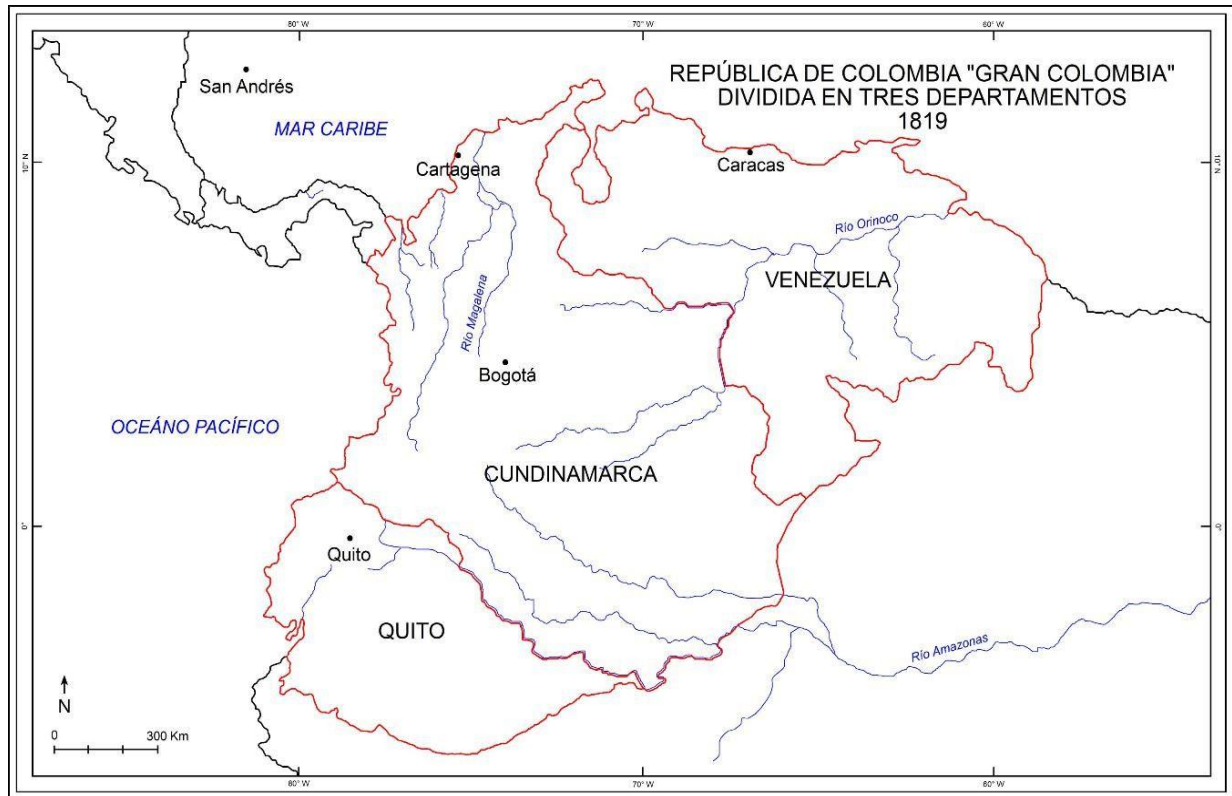 80° W
70° W
60° W
REPÚBLICA DE COLOMBIA "GRAN COLOMBIA"
DIVIDIDA EN TRES DEPARTAMENTOS
1819
San Andrés
MAR CARIBE
10° N
Cartagena
Caracas
10° N
Río Orinoco
VENEZUELA
Río Magalena
Bogotá
OCEÁNO PACÍFICO
CUNDINAMARCA
0°
Quito
0°
QUITO
Río Amazonas
N
0 300 Km
80° W
70° W
60° W